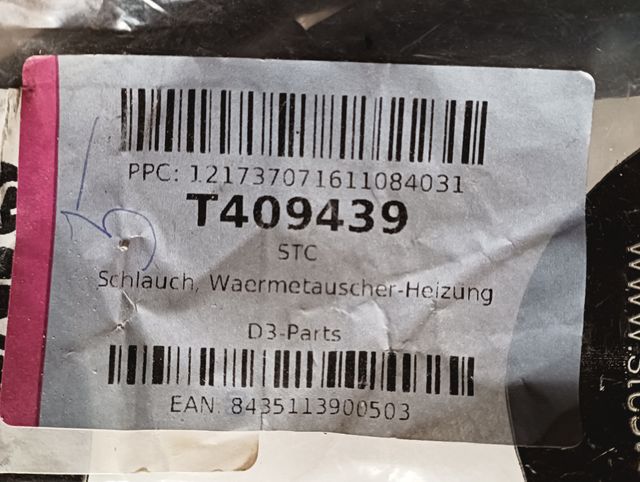 PPC: 121737071611084031
T409439
STC
Schlauch, Waermetauscher-Heizung
D3-Parts
EAN: 8435113900503